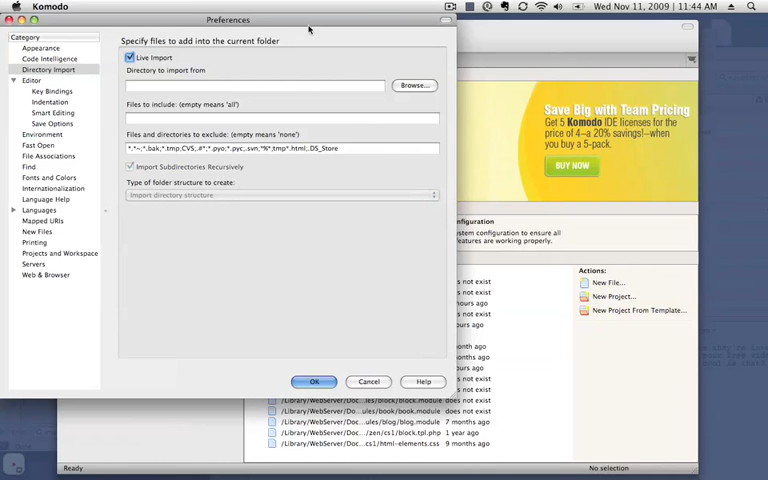 Komodo
Wed Nov 11, 2009 11:44 AM
Preferences
Category
Appearance
Code Intelligence
Directory Import
Editor
Key Bindings
Indentation
Smart Editing
Save Options
Environment
Fast Open
File Associations
Find
Fonts and Colors
Internationalization
Language Help
Languages
Mapped URIs
New Files
Printing
Projects and Workspace
Servers
Web & Browser
Specify files to add into the current folder
Live Import
Directory to import from
Browse...
Files to include: (empty means 'all')
Files and directories to exclude: (empty means 'none')
*.*~;*.bak;*.tmp;CVS;.#*;*.pyo;*.pyc;.svn;*%*;tmp*.html;.DS_Store
Import Subdirectories Recursively
Type of folder structure to create:
Import directory structure
OK
Cancel
Help
Save Big with Team Pricing
Get 5 Komodo IDE licenses for the
price of 4—a 20% savings!—when
you buy a 5-pack.
BUY NOW
nfiguration
ystem configuration to ensure all
features are working properly.
s not exist
s not exist
hours ago
s not exist
hours ago
month ago
month ago
s not exist
s not exist
s not exist
s not exist
/Library/WebServer/Doc...ules/block/block.module does not exist
/Library/WebServer/Do...ules/book/book.module does not exist
/Library/WebServer/Doc...ules/blog/blog.module 7 months ago
/Library/WebServer/Doc.../zen/cs1/block.tpl.php 1 year ago
/Library/WebServer/Doc...cs1/html-elements.css 9 months ago
Actions:
New File...
New Project...
New Project From Template...
Ready
No selection